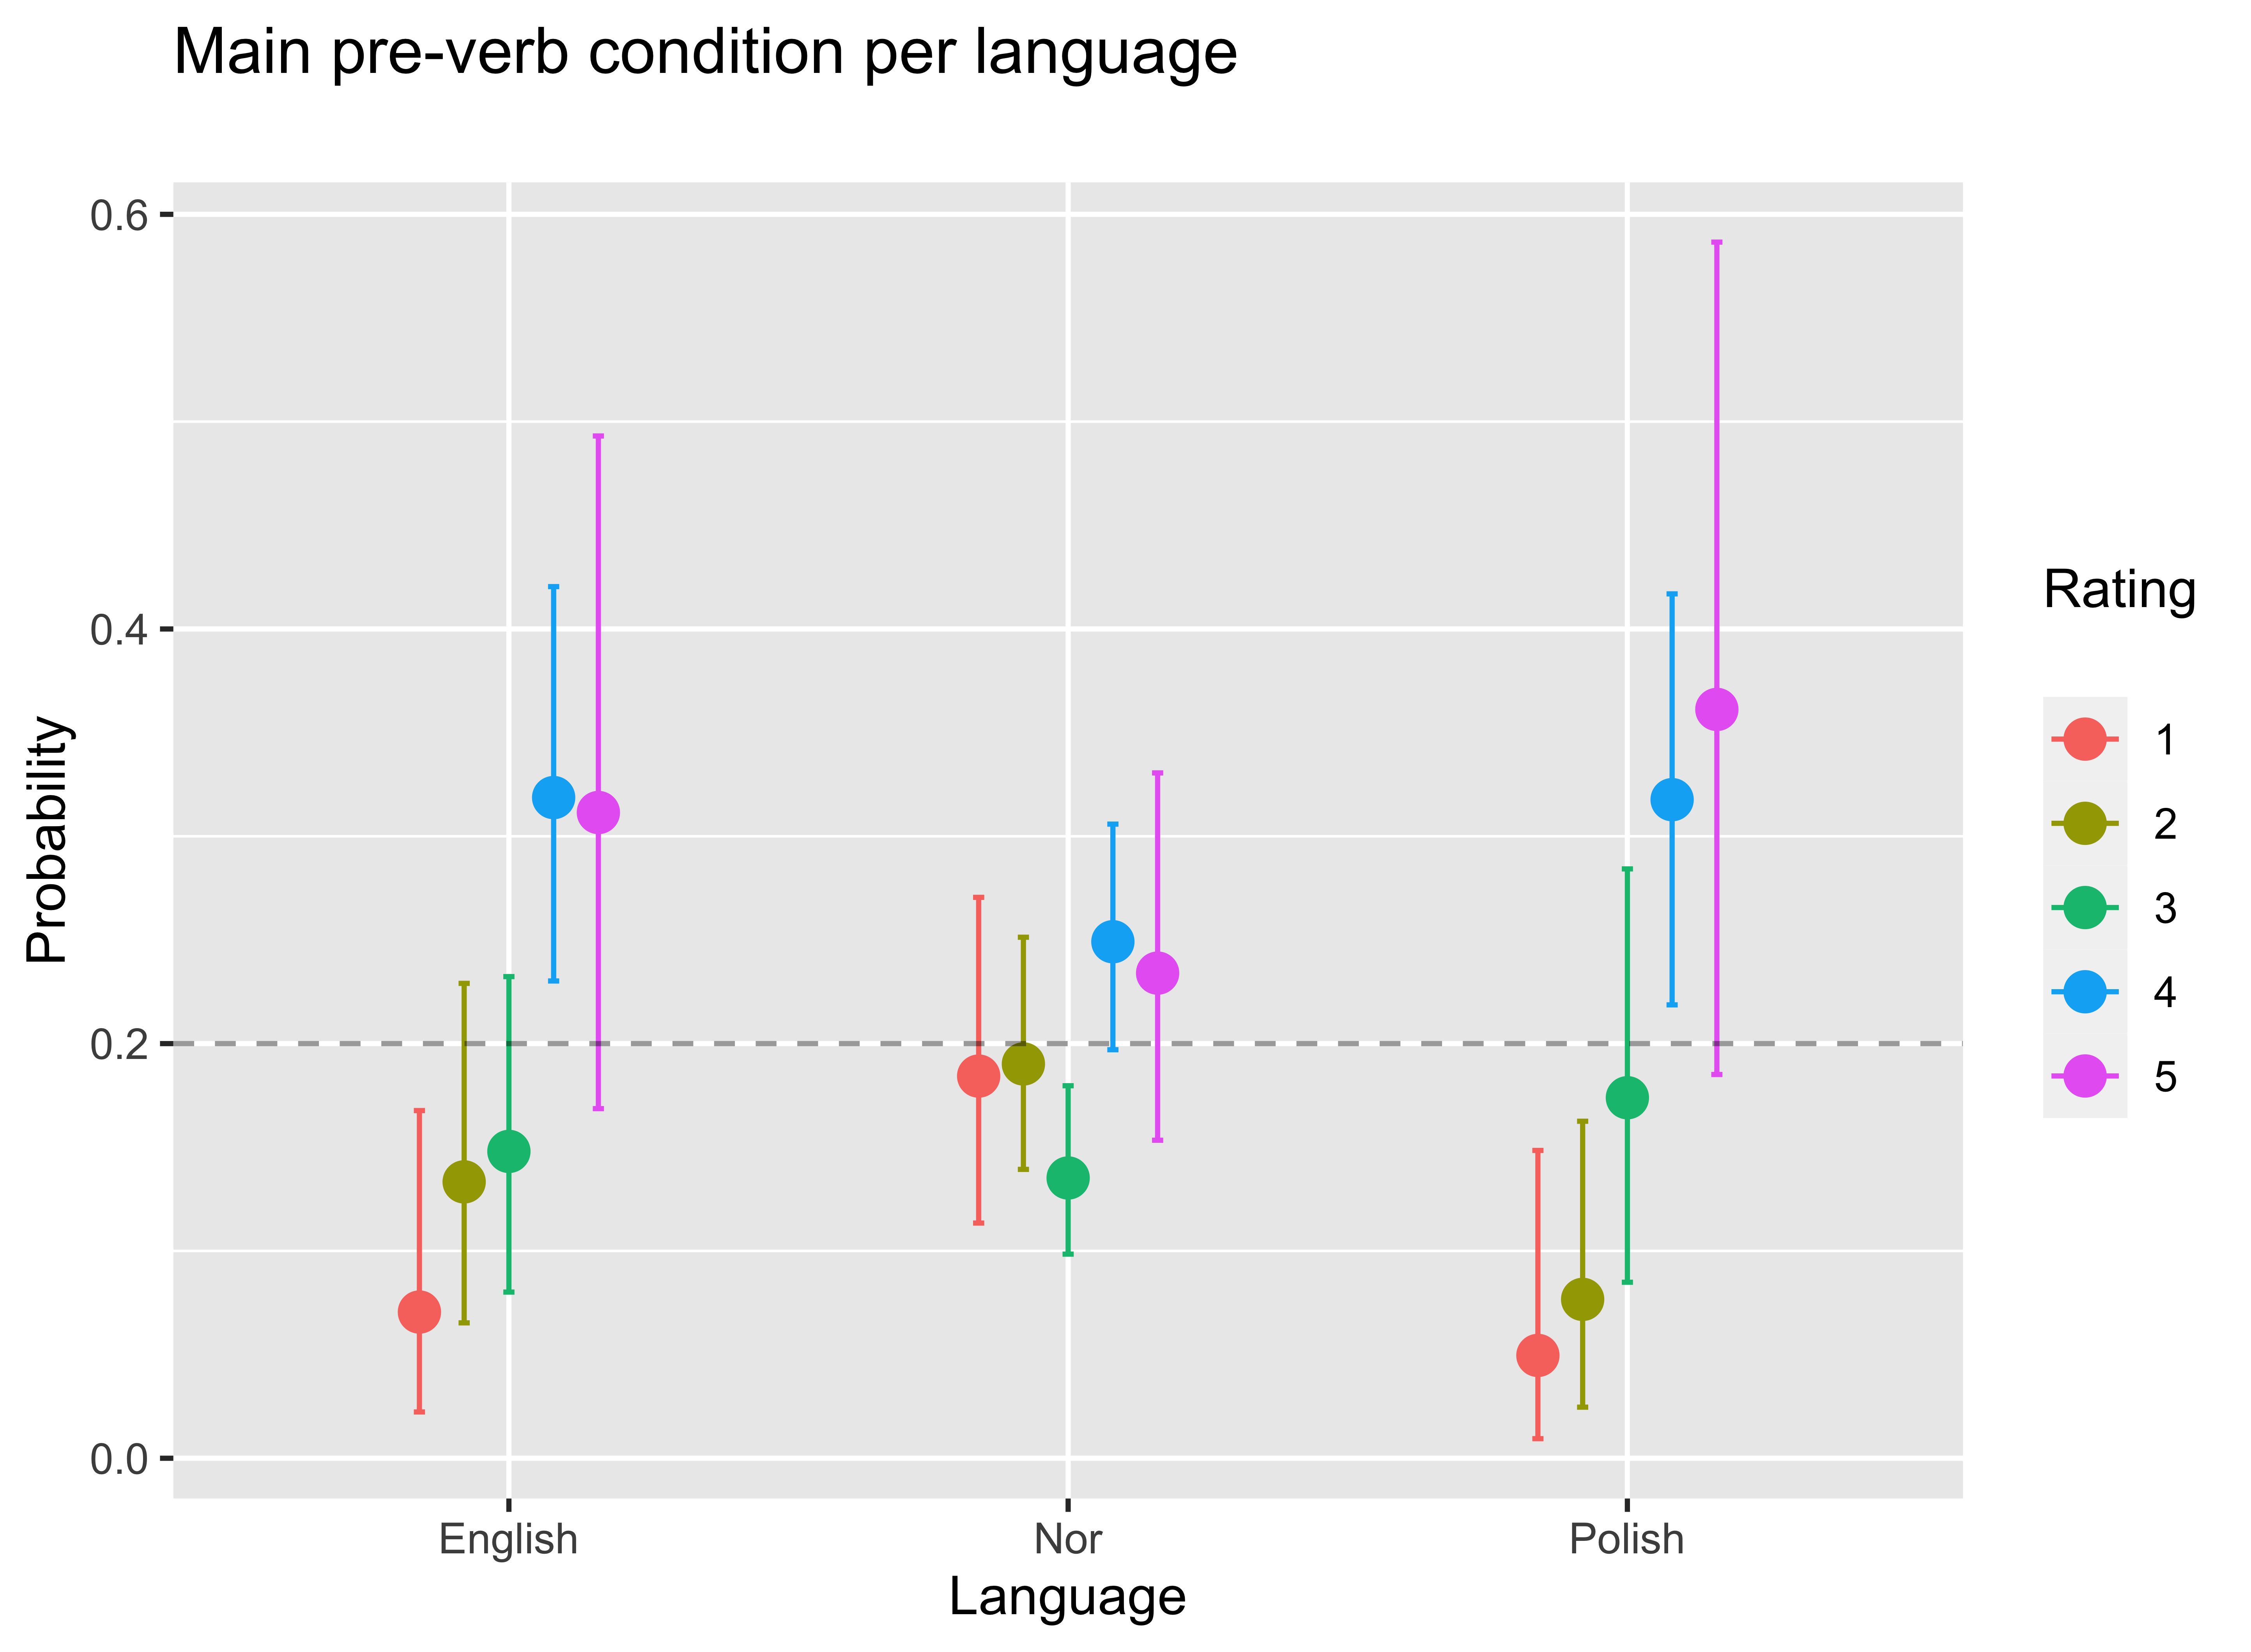 Main pre-verb condition per language
Probability
0.6
0.4
0.2
0.0
English Nor Polish
Language
Rating
1
2
3
4
5